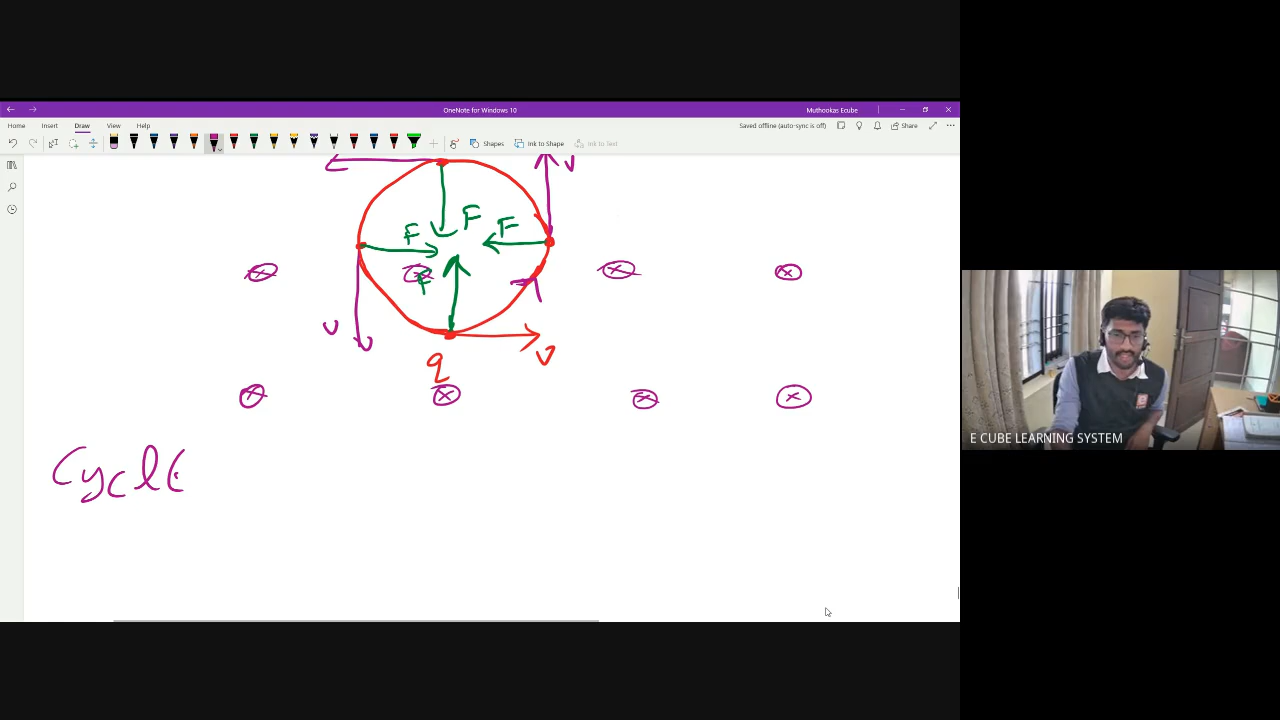 OneNote for Windows 10
Muthookas Ecube
Home Insert Draw View Help
Saved offline (auto-sync is off)
Share
Shapes
Ink to Shape
Ink to Text
v
F
F
F
F
v
v
q
Cycle
E CUBE LEARNING SYSTEM